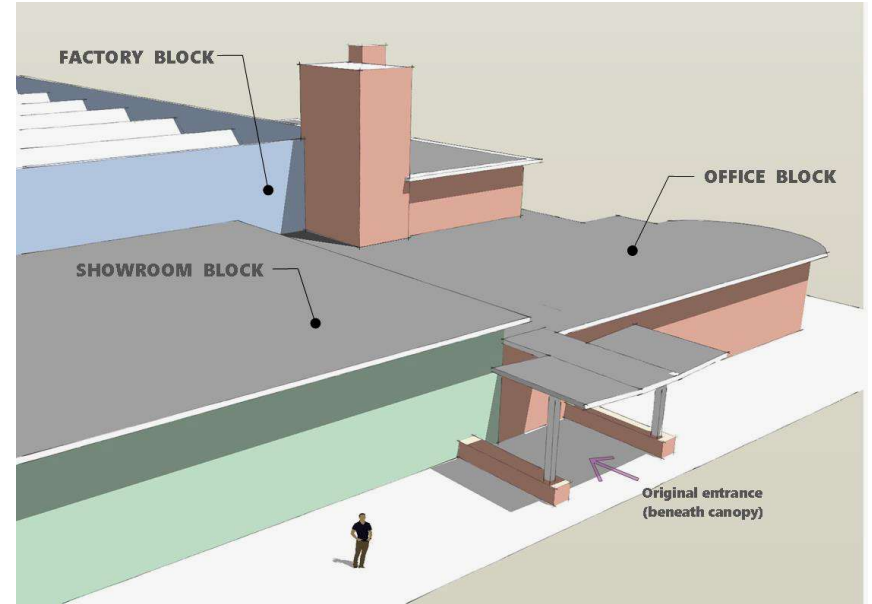 FACTORY BLOCK
OFFICE BLOCK
SHOWROOM BLOCK
Original entrance
(beneath canopy)